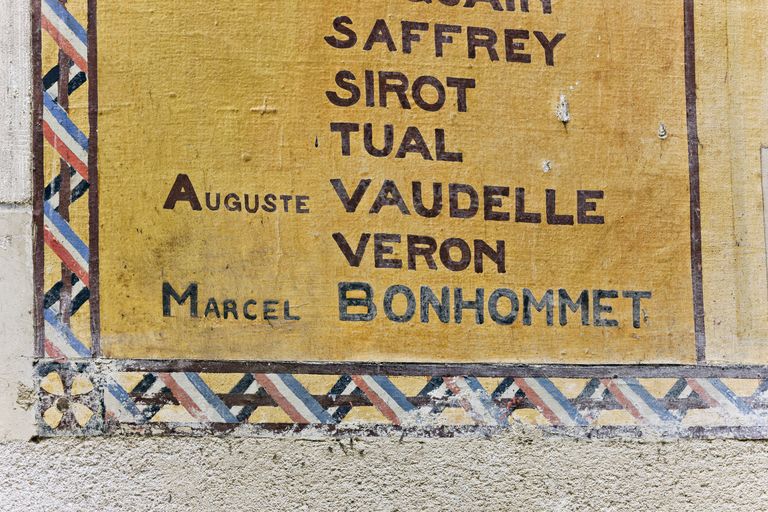 SAFFREY
SIROT
TUAL
AUGUSTE VAUDELLE
VERON
MARCEL BONHOMMET